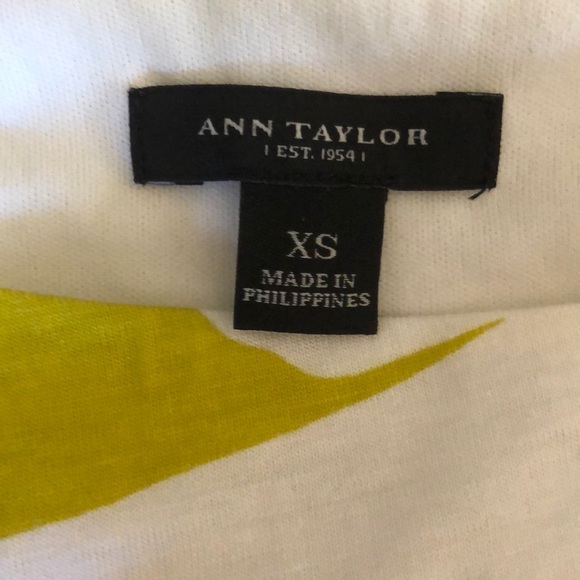 ANN TAYLOR
| EST. 1954 |
XS
MADE IN
PHILIPPINES